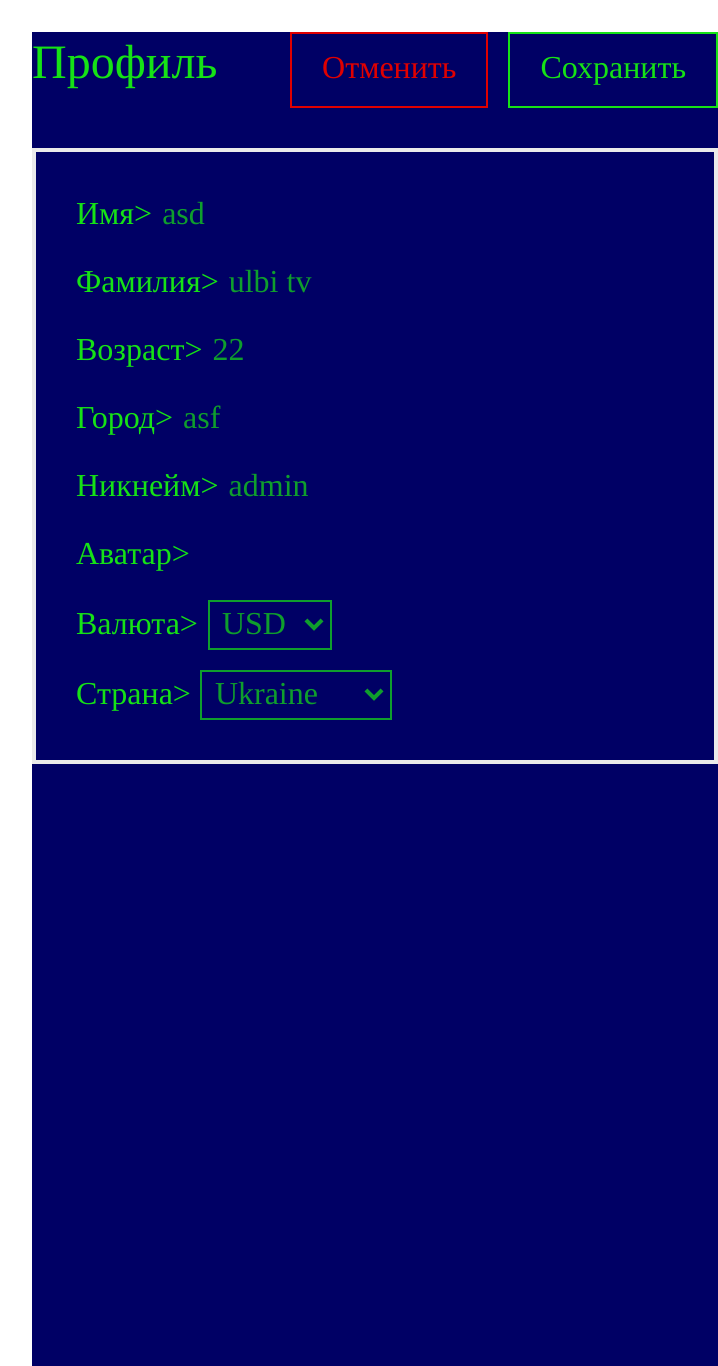 Профиль Отменить Сохранить
Имя> asd
Фамилия> ulbi tv
Возраст> 22
Город> asf
Никнейм> admin
Аватар>
Валюта> USD
Страна> Ukraine